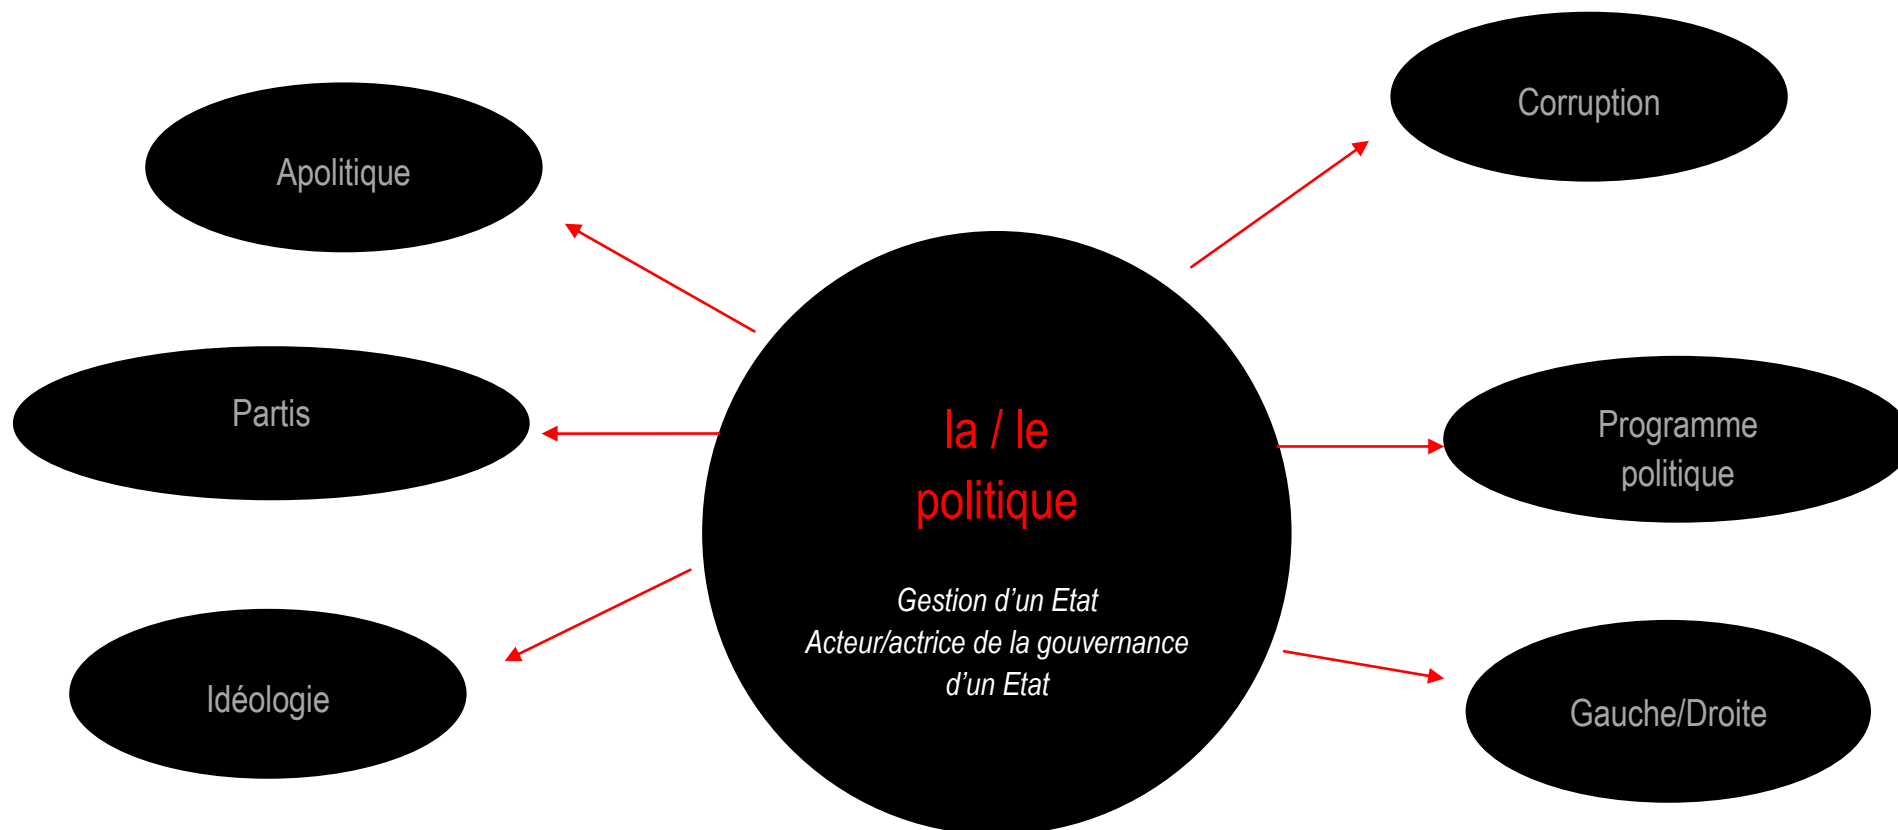 Corruption
Apolitique
Partis
la / le
politique
Programme
politique
Gestion d’un Etat
Acteur/actrice de la gouvernance
d’un Etat
Idéologie
Gauche/Droite